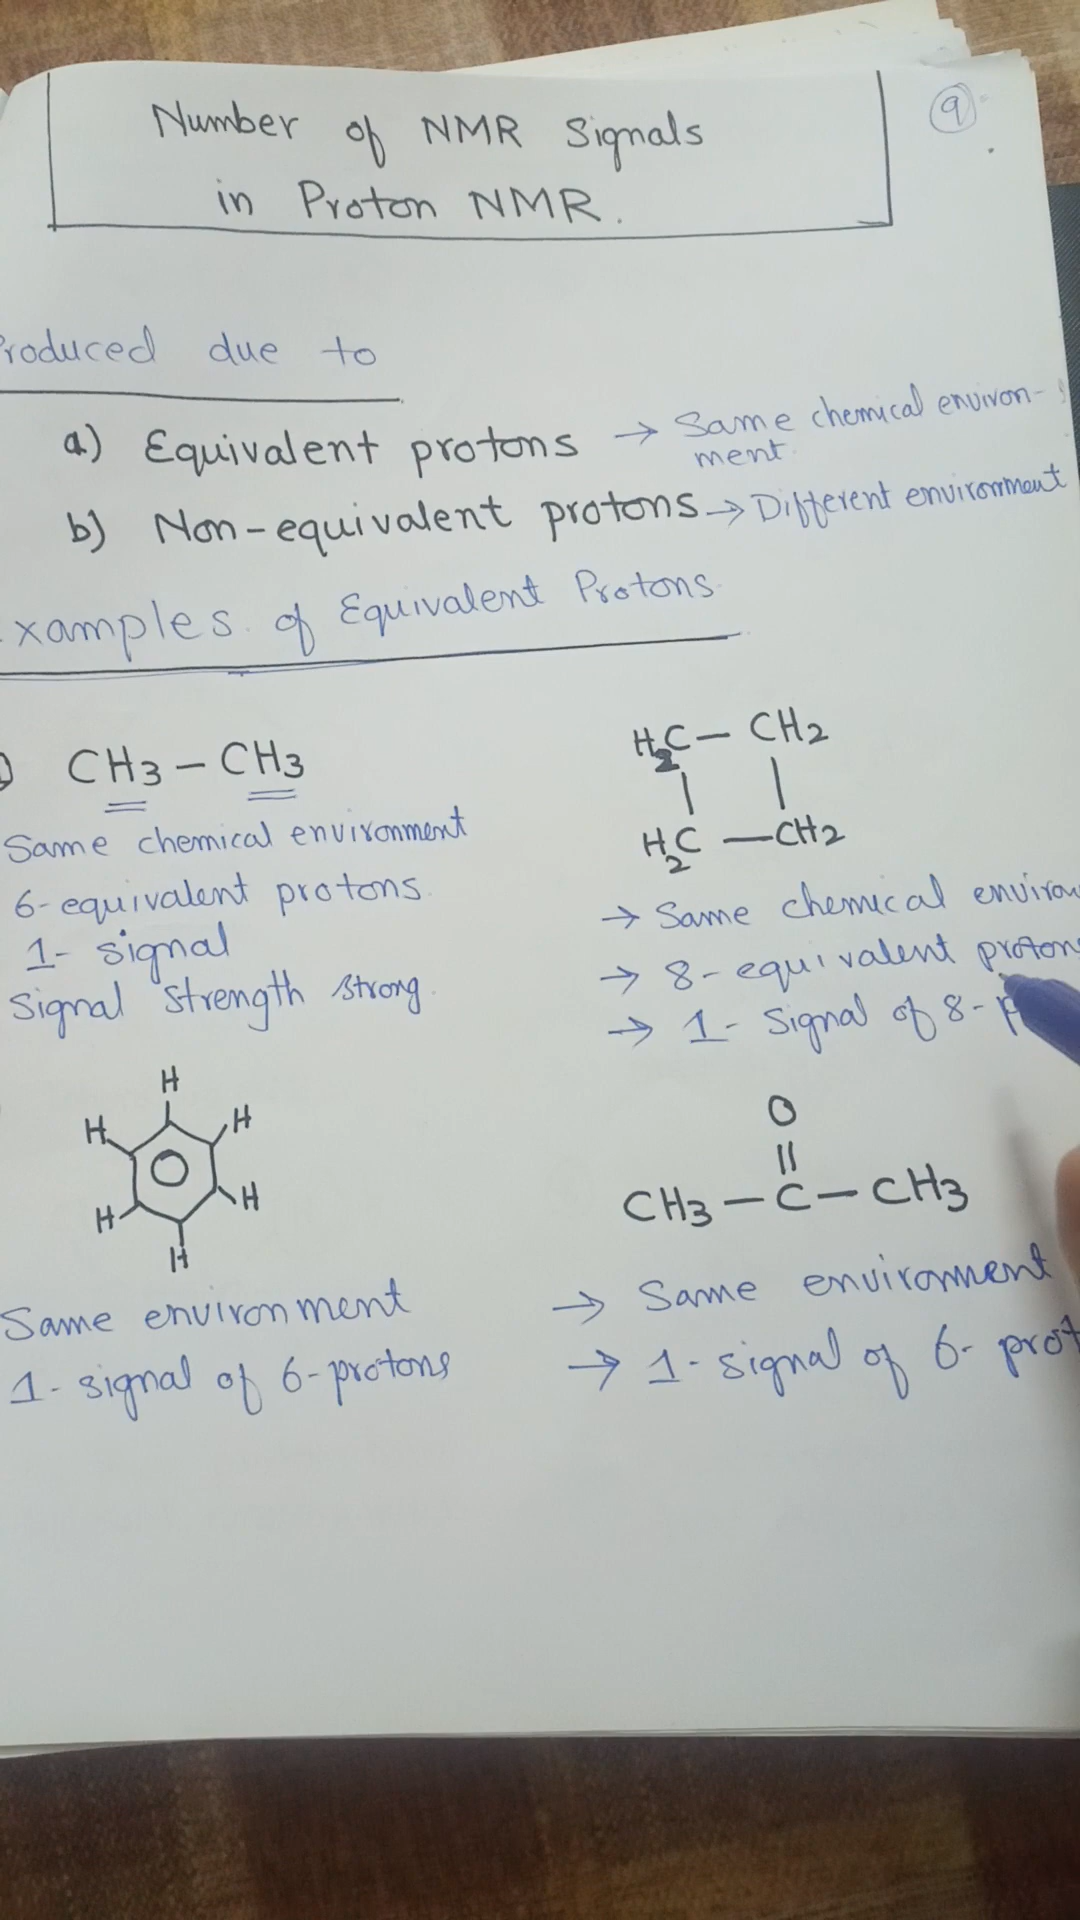 Number of NMR Signals
in Proton NMR.
9
Produced due to
a) Equivalent protons → Same chemical environ-
ment
b) Non-equivalent protons → Different environment
xamples of Equivalent Protons
CH3 - CH3
Same chemical environment
6-equivalent protons.
1- signal
Signal strength strong.
H2C - CH2
H2C - CH2
→ Same chemical environ
→ 8-equivalent protons
→ 1- Signal of 8-p
H
H H
H H
H
Same environment
1-signal of 6-protons
O
||
CH3 - C - CH3
→ Same environment
→ 1-signal of 6- prot